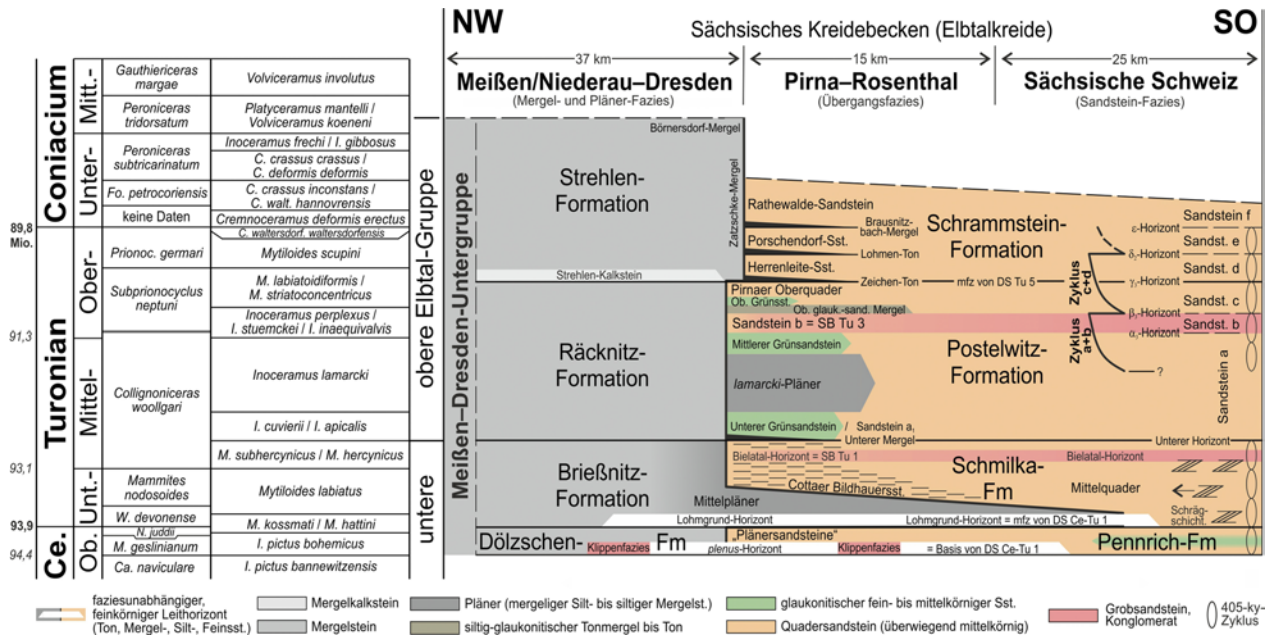 NW
Sächsisches Kreidebecken (Elbtalkreide)
SO
37 km
15 km
25 km
Meißen/Niederau–Dresden
(Mergel- und Pläner-Fazies)
Pirna–Rosenthal
(Übergangsfazies)
Sächsische Schweiz
(Sandstein-Fazies)
Coniacium
Mitt.-
Unter-
Turonian
Ober-
Mittel-
Unt.-
Ce.
Ob.
89,8
Mio.
91,3
93,1
93,9
94,4
Gauthiericeras
margae
Peroniceras
tridorsatum
Peroniceras
subtricarinatum
Fo. petrocoriensis
keine Daten
Prionoc. germari
Subprionocyclus
neptuni
Collignoniceras
woollgari
Mammites
nodosoides
W. devonense
N. juddii
M. geslinianum
Ca. naviculare
Volviceramus involutus
Platyceramus mantelli /
Volviceramus koeneni
Inoceramus frechi / I. gibbosus
C. crassus crassus /
C. deformis deformis
C. crassus inconstans /
C. walt. hannovrensis
Cremnoceramus deformis erectus
C. waltersdorf. waltersdorfensis
Mytiloides scupini
M. labiatoidiformis /
M. striatoconcentricus
Inoceramus perplexus /
I. stuemckei / I. inaequivalvis
Inoceramus lamarcki
I. cuvierii / I. apicalis
M. subhercynicus / M. hercynicus
Mytiloides labiatus
M. kossmati / M. hattini
I. pictus bohemicus
I. pictus bannewitzensis
obere Elbtal-Gruppe
untere
Meißen–Dresden-Untergruppe
Börnersdorf-Mergel
Strehlen-
Formation
Zatzschke-Mergel
Strehlen-Kalkstein
Räcknitz-
Formation
Brießnitz-
Formation
Dölzschen-
Fm
Klippenfazies
plenus-Horizont
Klippenfazies
= Basis von DS Ce-Tu 1
Rathewalde-Sandstein
Brausnitz-
bach-Mergel
Porschendorf-Sst.
Lohmen-Ton
Herrenleite-Sst.
Zeichen-Ton
mfz von DS Tu 5
Schrammstein-
Formation
Pirnaer Oberquader
Ob. Grünsst.
Ob. glauk.-sand. Mergel
Sandstein b = SB Tu 3
Mittlerer Grünsandstein
lamarcki-Pläner
Unterer Grünsandstein
/ Sandstein a₁
Unterer Mergel
Postelwitz-
Formation
Unterer Horizont
Bielatal-Horizont = SB Tu 1
Bielatal-Horizont
Cottaer Bildhauersst.
Schmilka-
Fm
Mittelquader
Mittelpläner
Schräg-
schicht.
Lohmgrund-Horizont
Lohmgrund-Horizont = mfz von DS Ce-Tu 1
„Plänersandsteine“
Pennrich-Fm
Sandstein f
ε-Horizont
Sandst. e
δ₂-Horizont
Sandst. d
γ₃-Horizont
Sandst. c
β₂-Horizont
Sandst. b
α₃-Horizont
Sandstein a
Zyklus
c+d
Zyklus
a+b
?
faziesunabhängiger,
feinkörniger Leithorizont
(Ton, Mergel-, Silt-, Feinsst.)
Mergelkalkstein
Mergelstein
Pläner (mergeliger Silt- bis siltiger Mergelst.)
siltig-glaukonitischer Tonmergel bis Ton
glaukonitischer fein- bis mittelkörniger Sst.
Quadersandstein (überwiegend mittelkörnig)
Grobsandstein,
Konglomerat
405-ky-
Zyklus